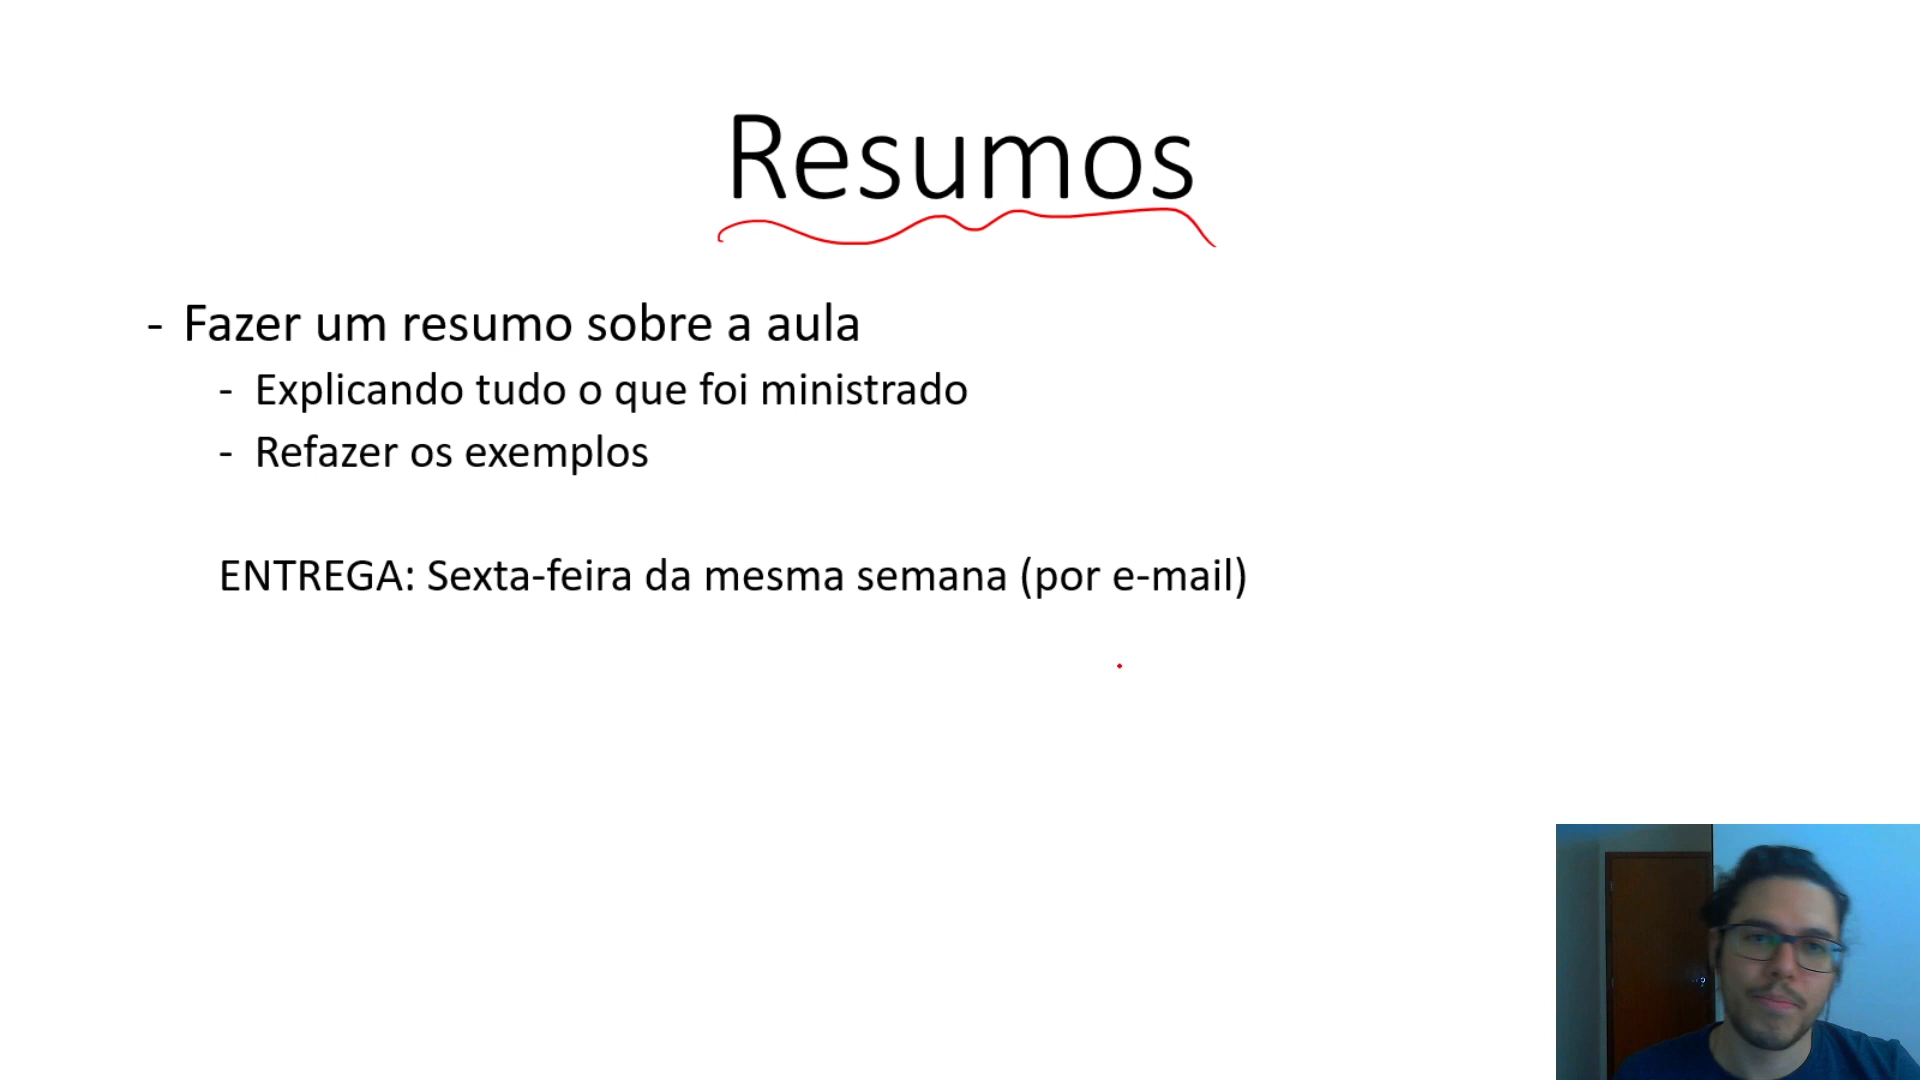 Resumos
- Fazer um resumo sobre a aula
- Explicando tudo o que foi ministrado
- Refazer os exemplos
ENTREGA: Sexta-feira da mesma semana (por e-mail)